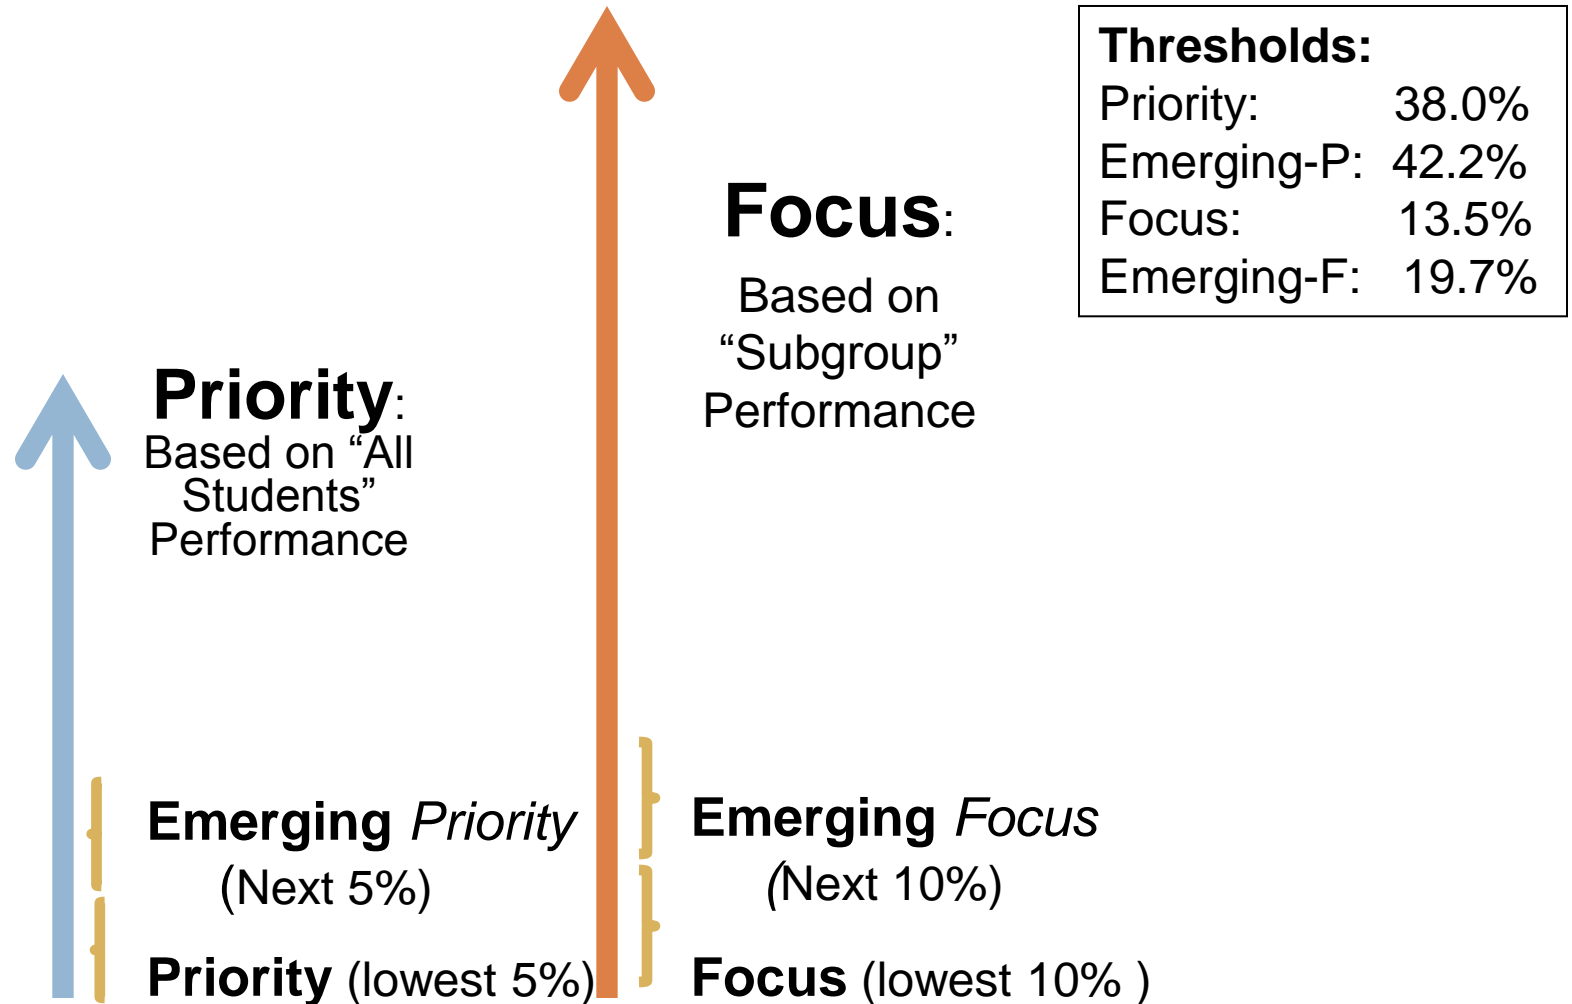 Thresholds:
Priority: 38.0%
Emerging-P: 42.2%
Focus: 13.5%
Emerging-F: 19.7%
Focus:
Based on
“Subgroup”
Performance
Priority:
Based on “All
Students”
Performance
Emerging Priority
(Next 5%)
Priority (lowest 5%)
Emerging Focus
(Next 10%)
Focus (lowest 10% )